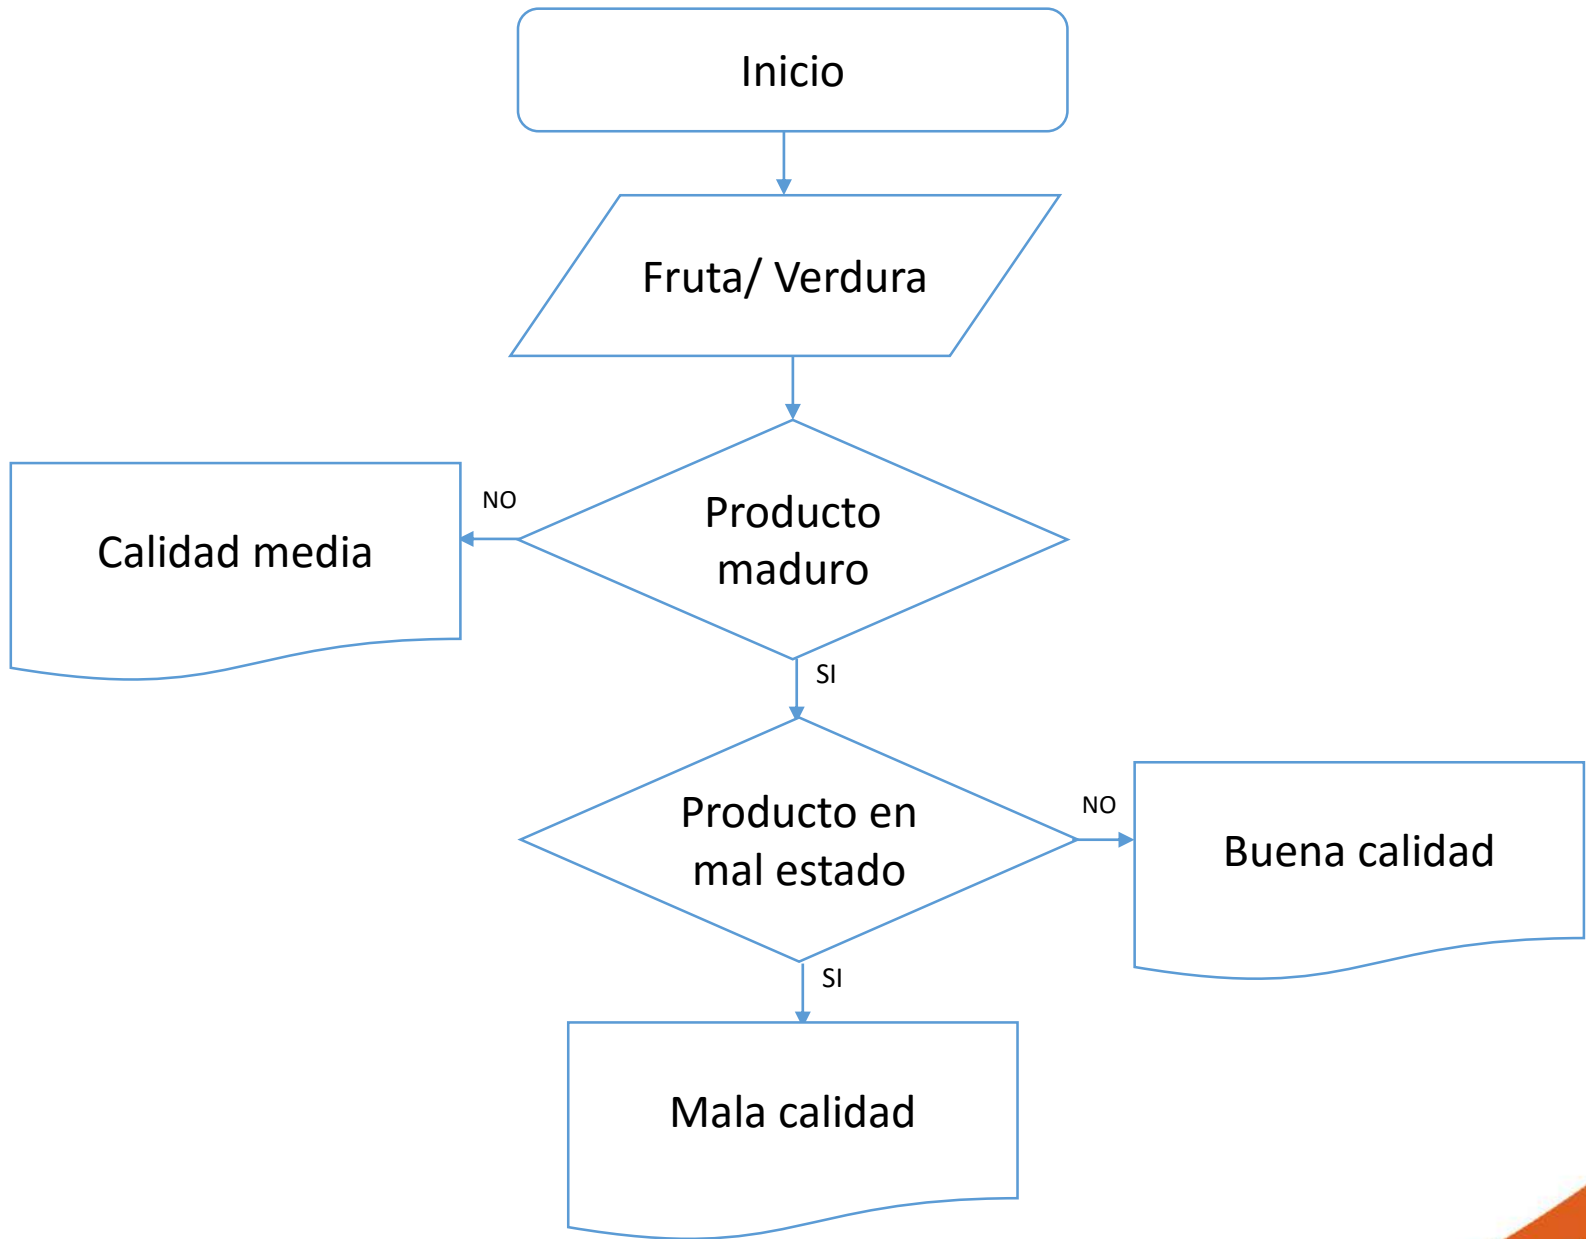 Inicio
Fruta/ Verdura
NO
Producto
maduro
Calidad media
SI
Producto en
mal estado
NO
Buena calidad
SI
Mala calidad